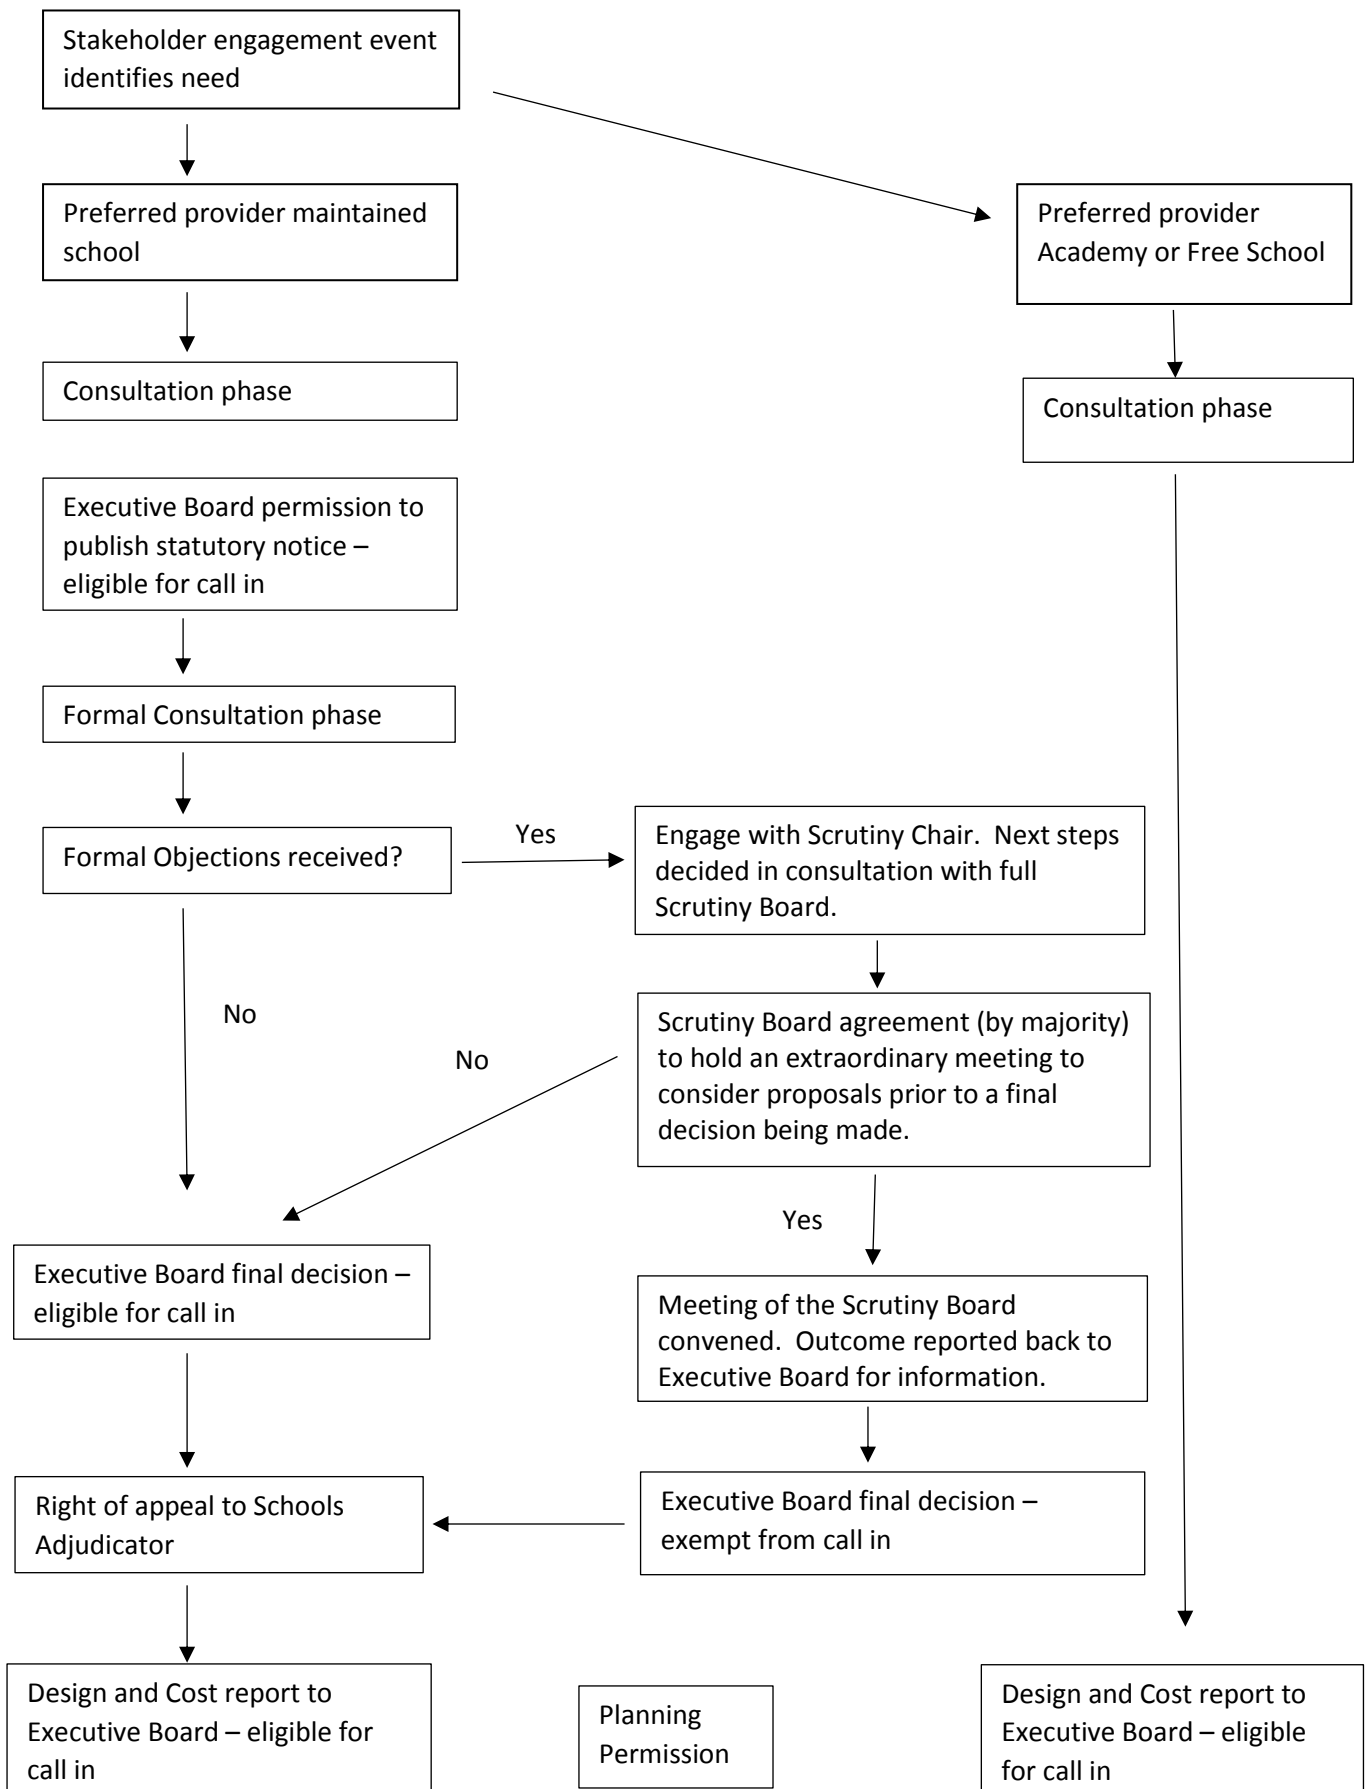 Stakeholder engagement event
identifies need
Preferred provider maintained
school
Preferred provider
Academy or Free School
Consultation phase
Consultation phase
Executive Board permission to
publish statutory notice –
eligible for call in
Formal Consultation phase
Formal Objections received?
Yes
Engage with Scrutiny Chair.  Next steps
decided in consultation with full
Scrutiny Board.
No
Scrutiny Board agreement (by majority)
to hold an extraordinary meeting to
consider proposals prior to a final
decision being made.
No
Yes
Executive Board final decision –
eligible for call in
Meeting of the Scrutiny Board
convened.  Outcome reported back to
Executive Board for information.
Right of appeal to Schools
Adjudicator
Executive Board final decision –
exempt from call in
Design and Cost report to
Executive Board – eligible for
call in
Planning
Permission
Design and Cost report to
Executive Board – eligible
for call in